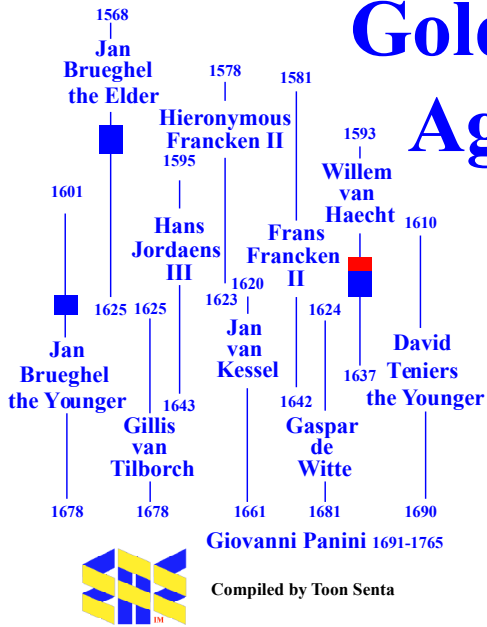 Gold
Ag
1568
Jan
Brueghel
the Elder
1625
1578
Hieronymous
Francken II
1623
1581
Frans
Francken
II
1642
1593
Willem
van
Haecht
1637
1595
Hans
Jordaens
III
1643
1601
Jan
Brueghel
the Younger
1678
1610
David
Teniers
the Younger
1690
1625
Gillis
van
Tilborch
1678
1620
Jan
van
Kessel
1661
1624
Gaspar
de
Witte
1681
Giovanni Panini 1691-1765
Compiled by Toon Senta
IM